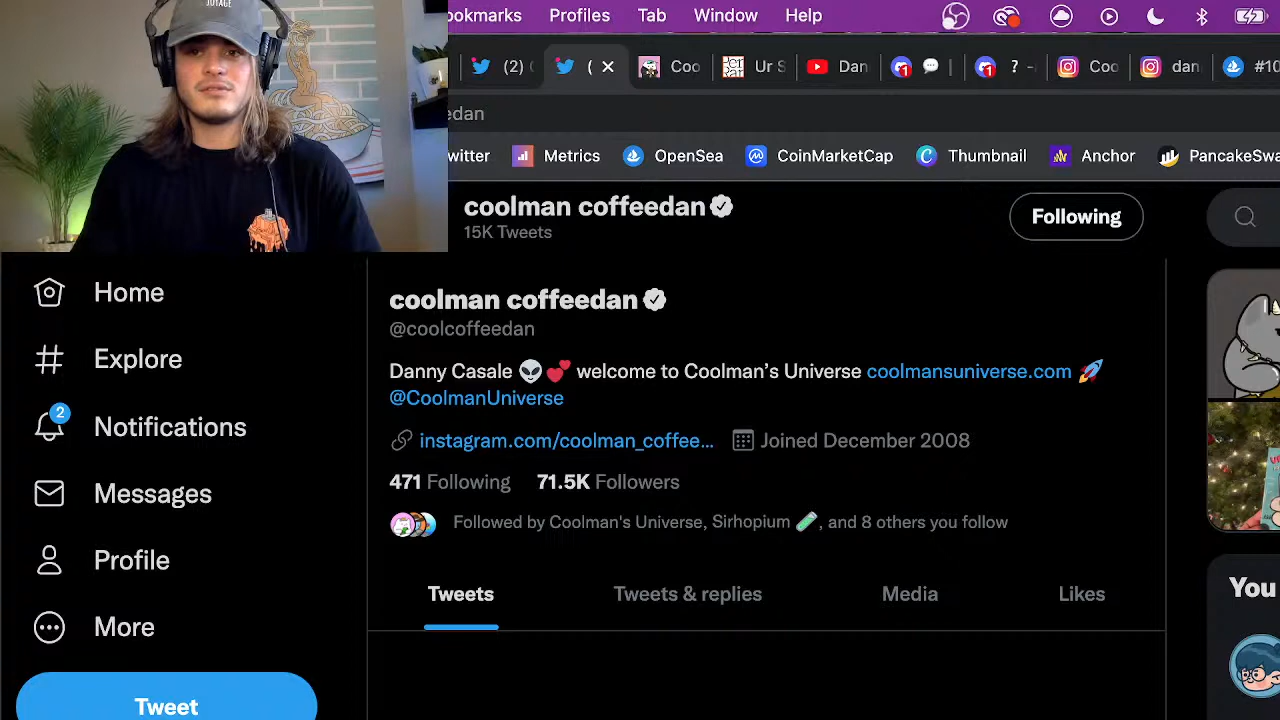 ookmarks Profiles Tab Window Help
(2) ( Coo Ur S Dan 1 1 ? - Coo dan #10
edan
witter Metrics OpenSea CoinMarketCap Thumbnail Anchor PancakeSwa
coolman coffeedan
15K Tweets
Following
coolman coffeedan
@coolcoffeedan
Danny Casale 👽💕 welcome to Coolman’s Universe coolmansuniverse.com 🚀
@CoolmanUniverse
instagram.com/coolman_coffee... Joined December 2008
471 Following 71.5K Followers
Followed by Coolman's Universe, Sirhopium 🧪, and 8 others you follow
Tweets Tweets & replies Media Likes
Home
Explore
2
Notifications
Messages
Profile
More
Tweet
You